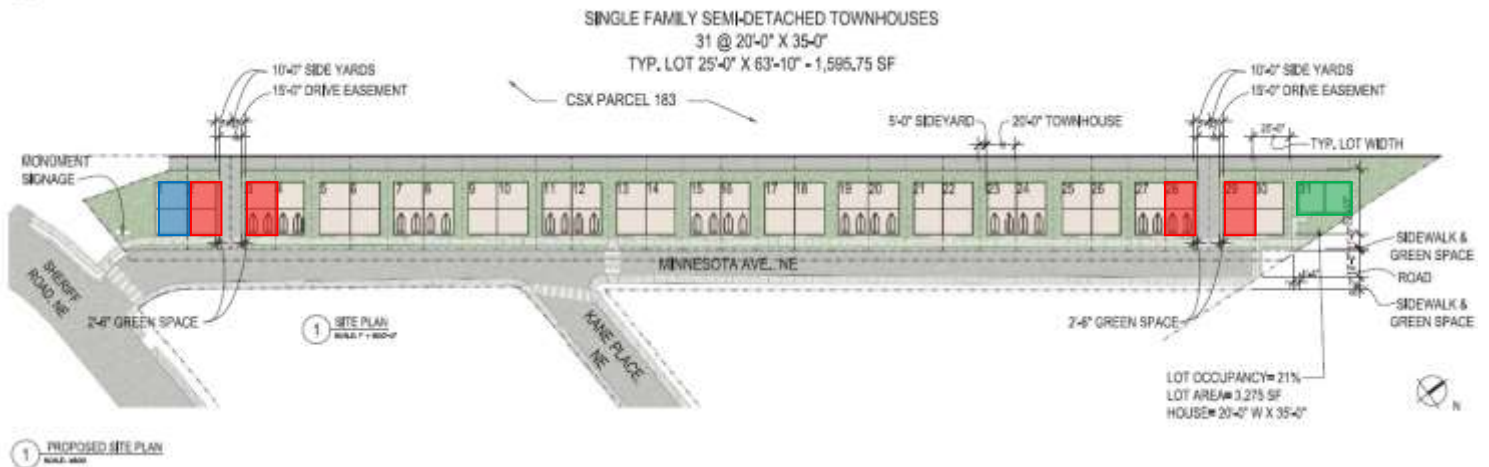 SINGLE FAMILY SEMI-DETACHED TOWNHOUSES
31 @ 20'-0" X 35'-0"
TYP. LOT 25'-0" X 63'-10" - 1,595.75 SF
10'-0" SIDE YARDS
15'-0" DRIVE EASEMENT
CSX PARCEL 183
5'-0" SIDEYARD
20'-0" TOWNHOUSE
10'-0" SIDE YARDS
15'-0" DRIVE EASEMENT
TYP. LOT WIDTH
MONUMENT
SIGNAGE
4 5 6 7 8 9 10 11 12 13 14 15 16 17 18 19 20 21 22 23 24 25 26 27 28 29 30 31
MINNESOTA AVE. NE
SHERIFF
ROAD, NE
KANE PLACE
NE
2'-6" GREEN SPACE
1
SITE PLAN
2'-6" GREEN SPACE
SIDEWALK &
GREEN SPACE
ROAD
SIDEWALK &
GREEN SPACE
LOT OCCUPANCY= 21%
LOT AREA= 3,275 SF
HOUSE= 20'-0" W X 35'-0"
N
1
PROPOSED SITE PLAN